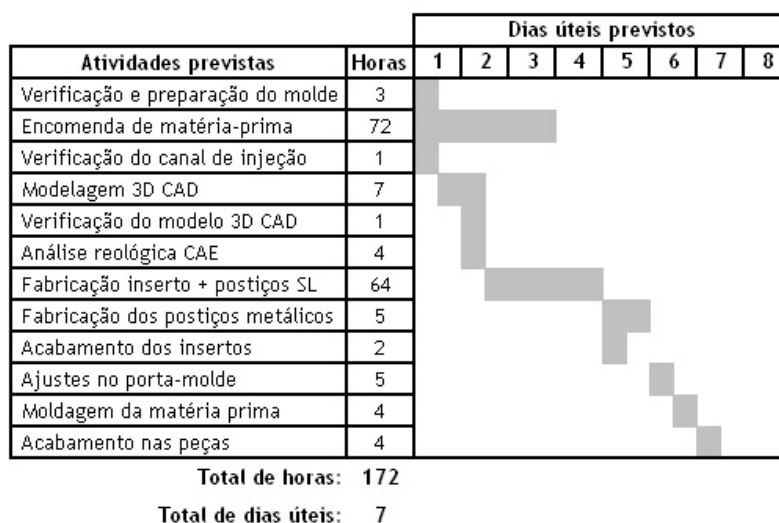 Dias úteis previstos
Atividades previstas Horas 1 2 3 4 5 6 7 8
Verificação e preparação do molde 3
Encomenda de matéria-prima 72
Verificação do canal de injeção 1
Modelagem 3D CAD 7
Verificação do modelo 3D CAD 1
Análise reológica CAE 4
Fabricação inserto + postiços SL 64
Fabricação dos postiços metálicos 5
Acabamento dos insertos 2
Ajustes no porta-molde 5
Moldagem da matéria prima 4
Acabamento nas peças 4
Total de horas: 172
Total de dias úteis: 7